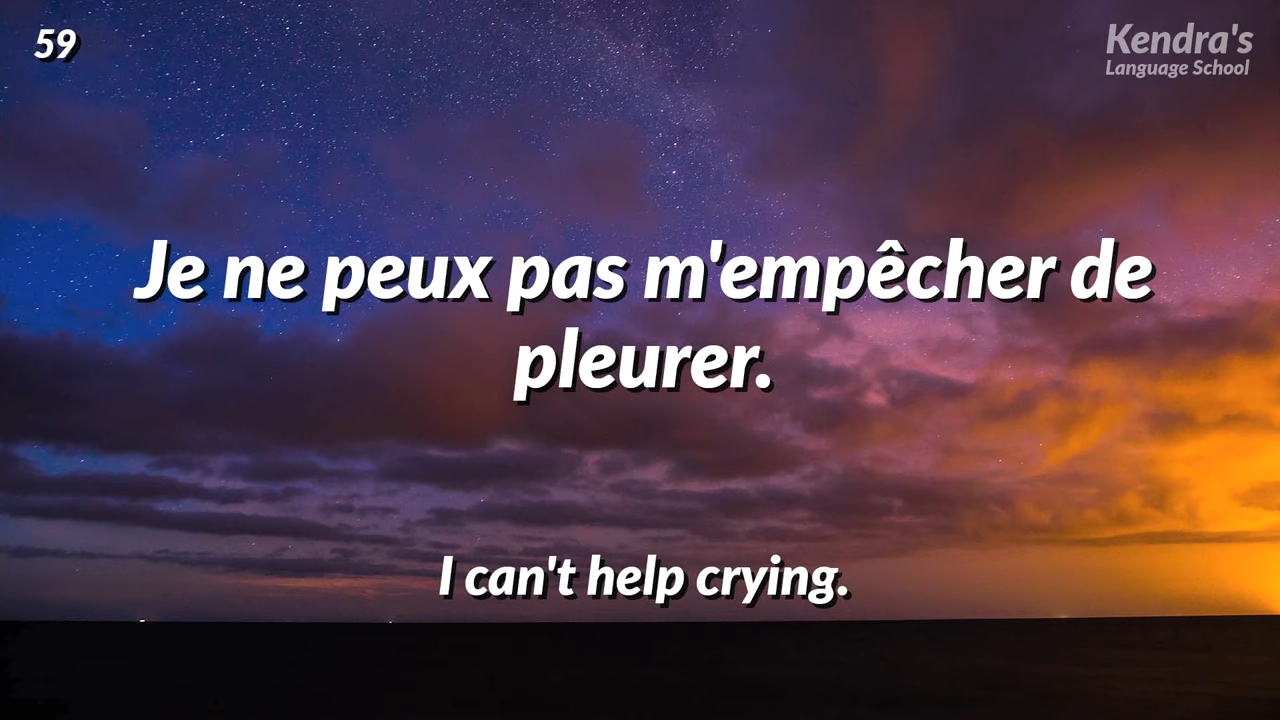 59
Kendra's
Language School
Je ne peux pas m'empêcher de
pleurer.
I can't help crying.